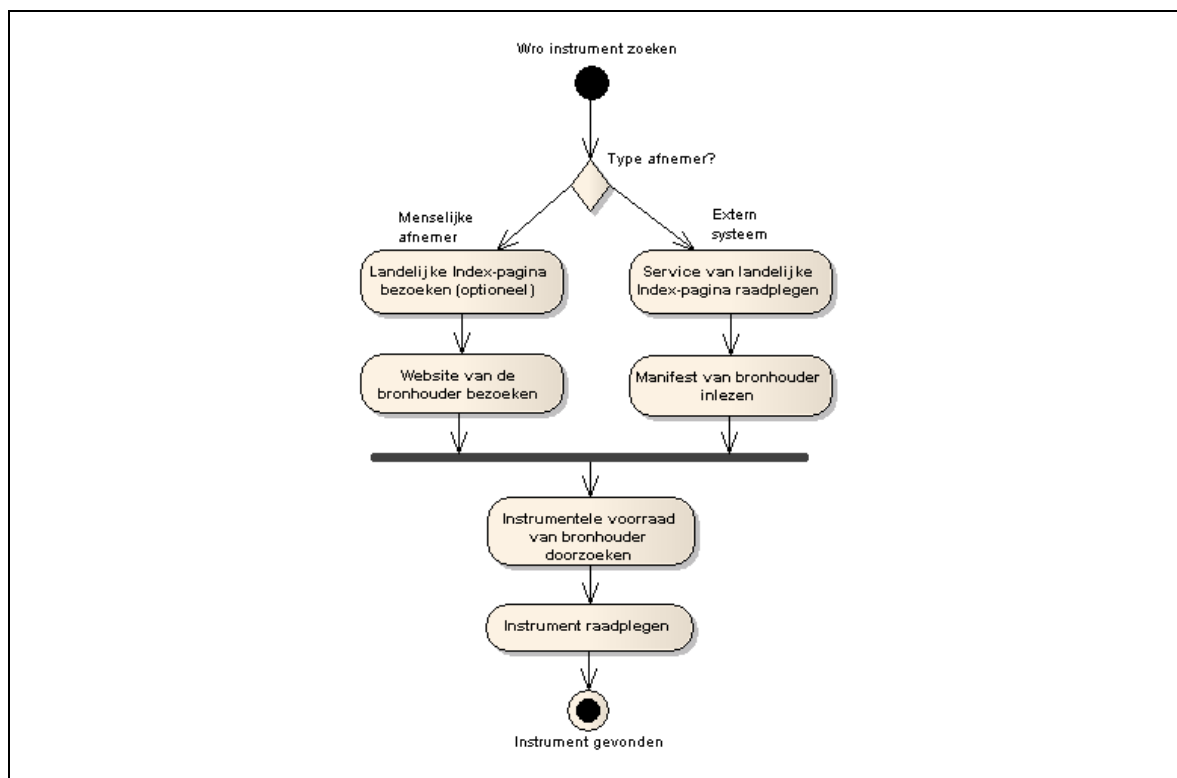 Wro instrument zoeken
Type afnemer?
Menselijke
afnemer
Extern
systeem
Landelijke Index-pagina
bezoeken (optioneel)
Service van landelijke
Index-pagina raadplegen
Website van de
bronhouder bezoeken
Manifest van bronhouder
inlezen
Instrumentele voorraad
van bronhouder
doorzoeken
Instrument raadplegen
Instrument gevonden